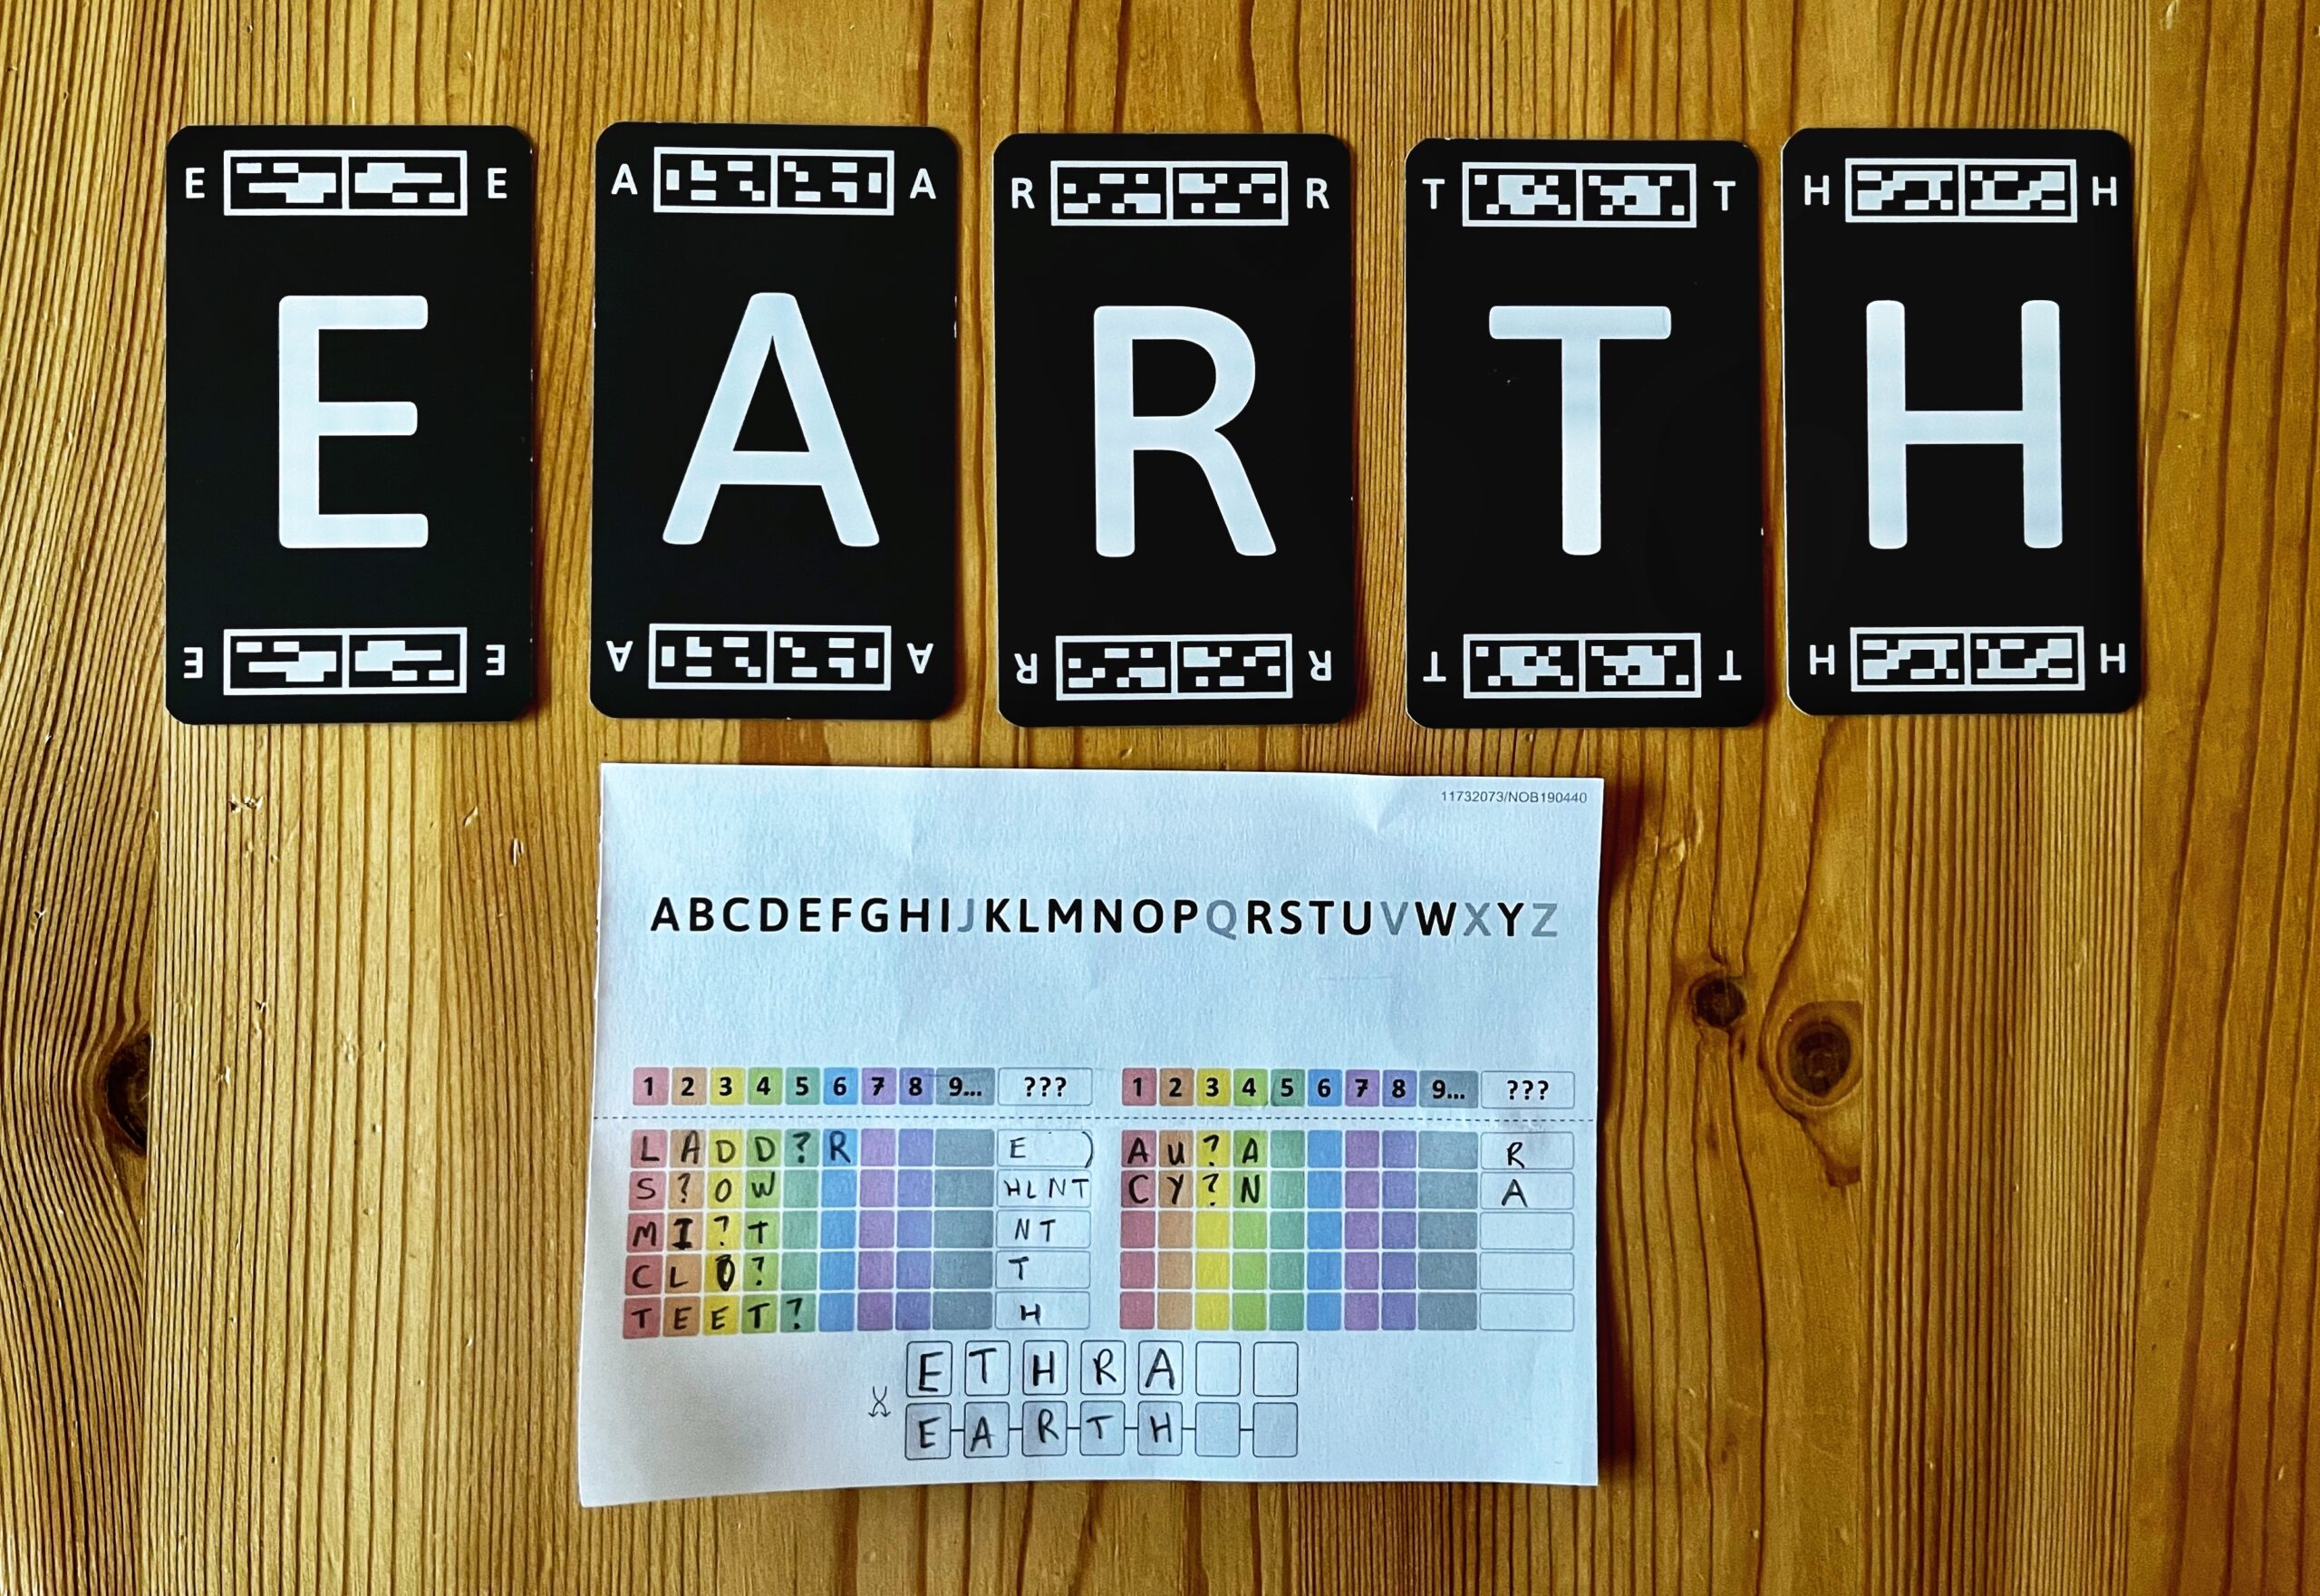 E E A A R R T T H H
E A R T H
E E A A R R T T H H
11732073/NOB190440
ABCDEFGHIJKLMNOPQRSTUVWXYZ
1 2 3 4 5 6 7 8 9... ??? 1 2 3 4 5 6 7 8 9... ???
L A D D ? R E A U ? A R
S ? O W H L N T C Y ? N A
M I ? T N T
C L O ? T
T E E T ? H
E T H R A
E A R T H